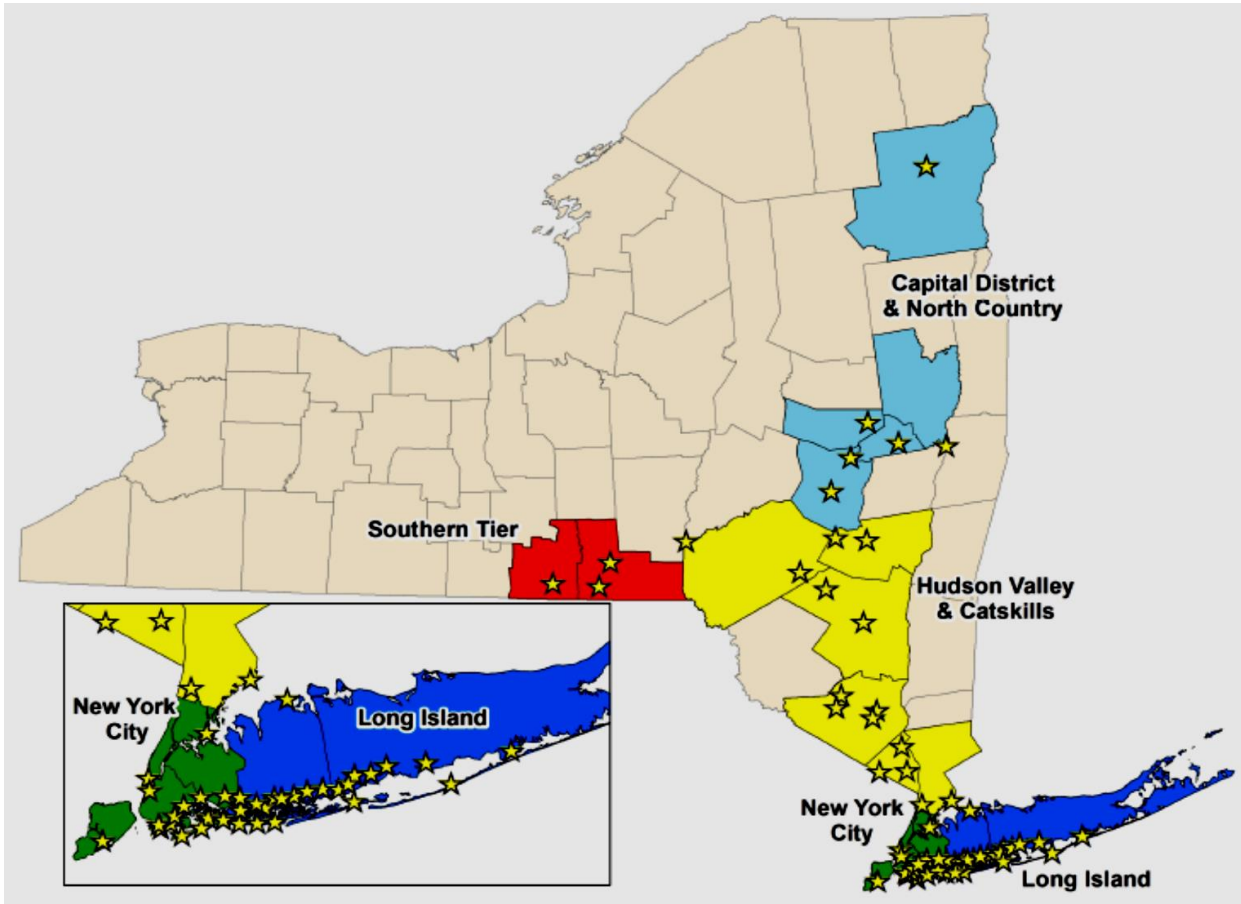 Capital District
& North Country
Southern Tier
Hudson Valley
& Catskills
New York
City
Long Island
New York
City
Long Island